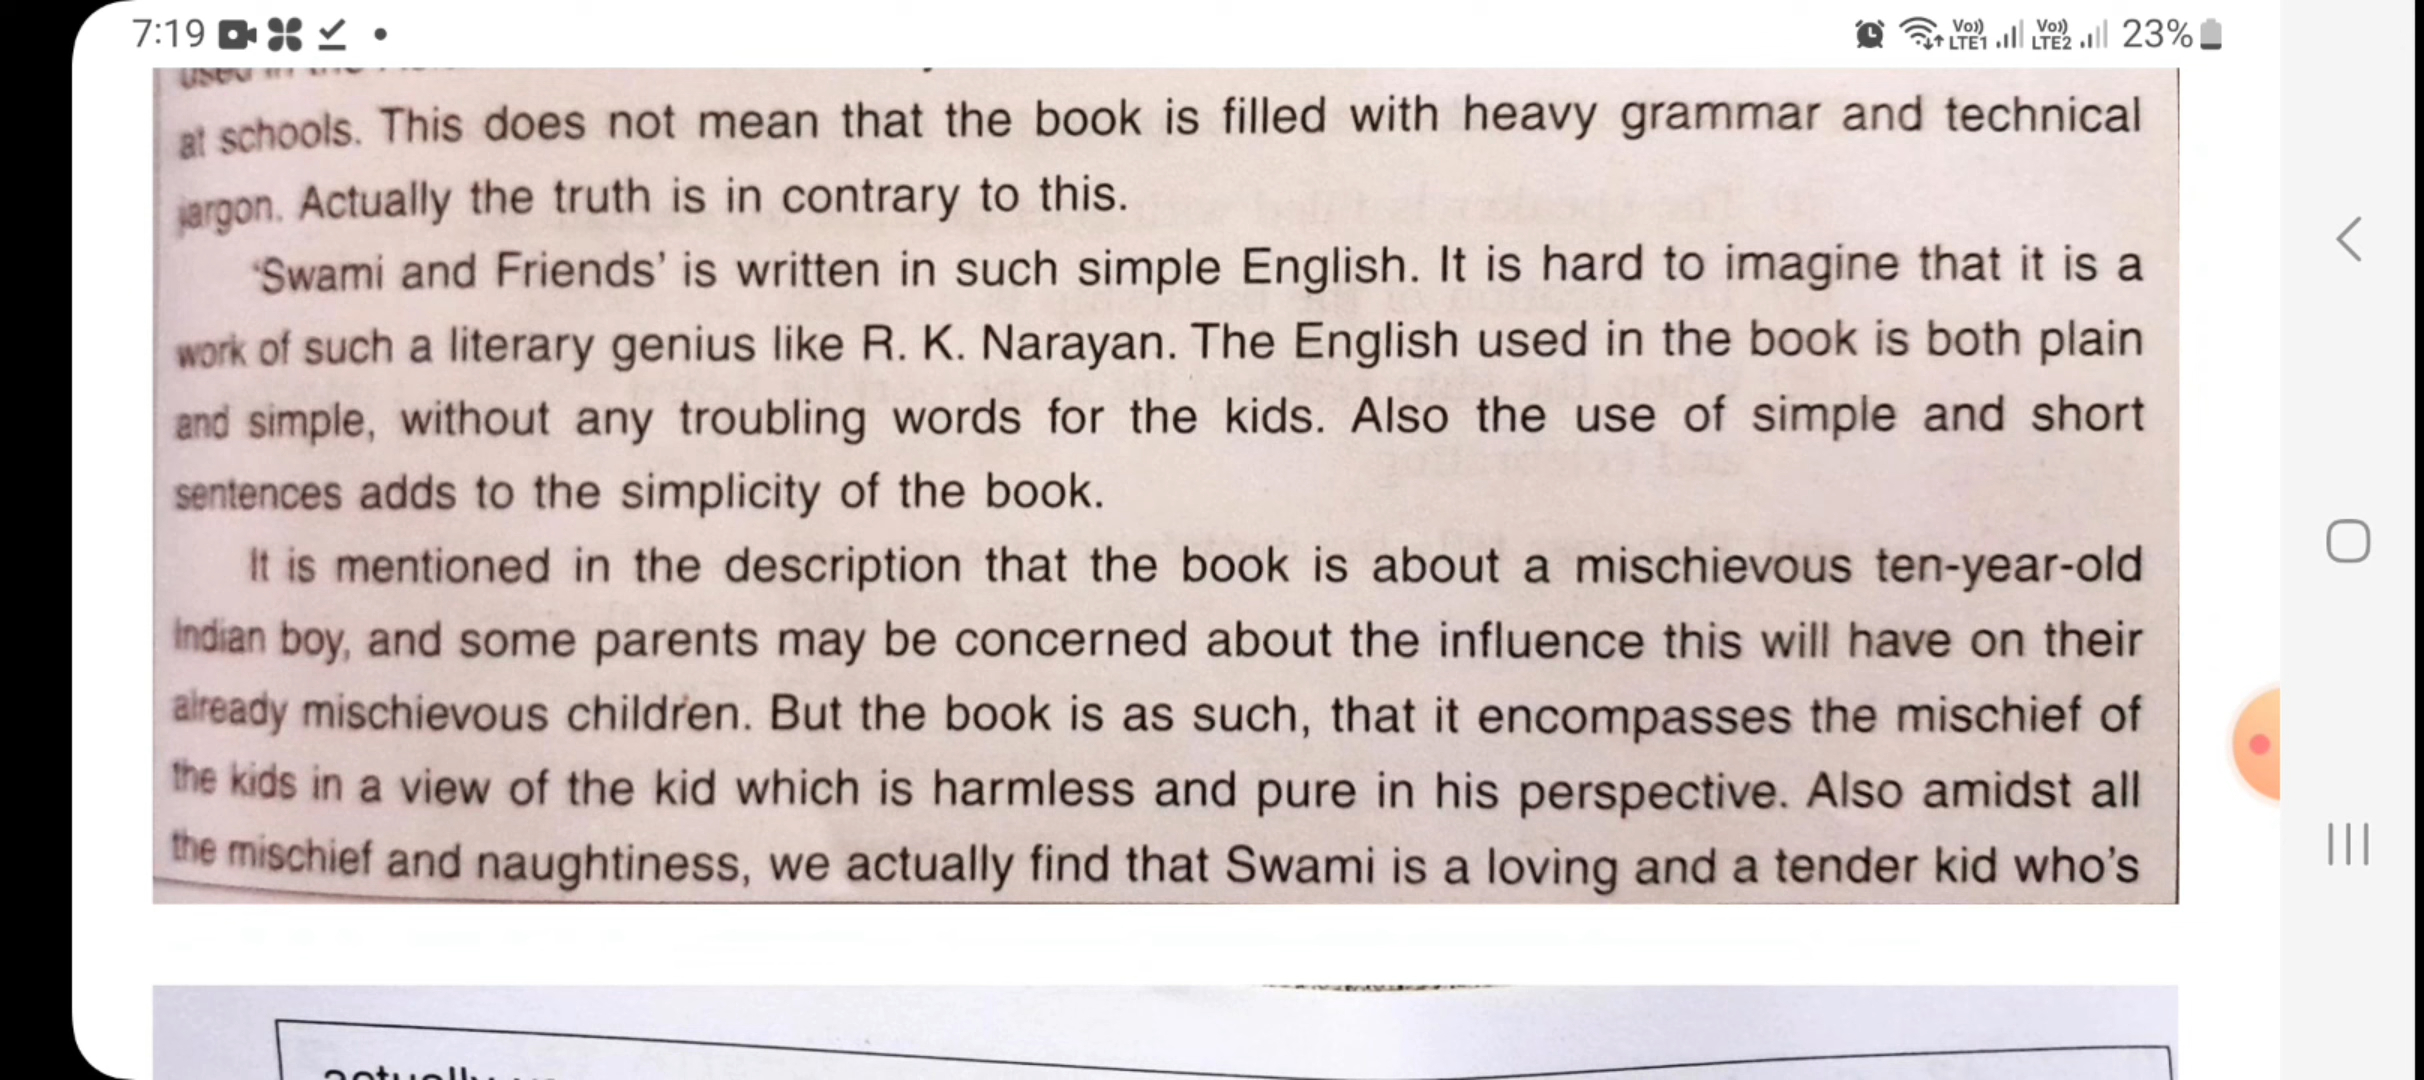 7:19
Vo)) LTE1 Vo)) LTE2 23%
used in the
at schools. This does not mean that the book is filled with heavy grammar and technical
jargon. Actually the truth is in contrary to this.
‘Swami and Friends’ is written in such simple English. It is hard to imagine that it is a
work of such a literary genius like R. K. Narayan. The English used in the book is both plain
and simple, without any troubling words for the kids. Also the use of simple and short
sentences adds to the simplicity of the book.
It is mentioned in the description that the book is about a mischievous ten-year-old
Indian boy, and some parents may be concerned about the influence this will have on their
already mischievous children. But the book is as such, that it encompasses the mischief of
the kids in a view of the kid which is harmless and pure in his perspective. Also amidst all
the mischief and naughtiness, we actually find that Swami is a loving and a tender kid who's
actually